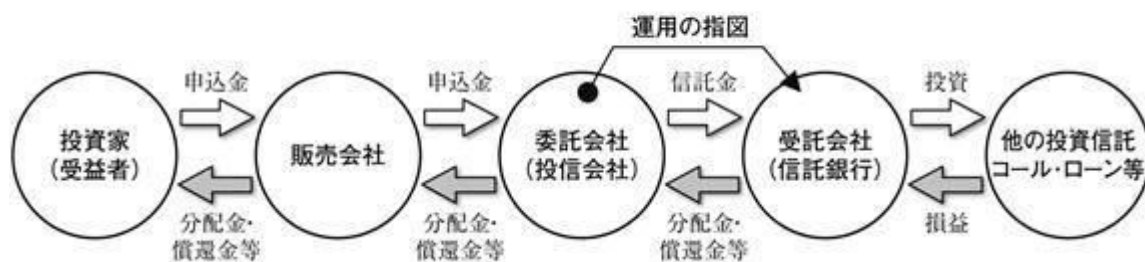 運用の指図
申込金
申込金
信託金
投資
投資家
(受益者)
販売会社
委託会社
(投信会社)
受託会社
(信託銀行)
他の投資信託
コール・ローン等
分配金・
償還金等
分配金・
償還金等
分配金・
償還金等
損益